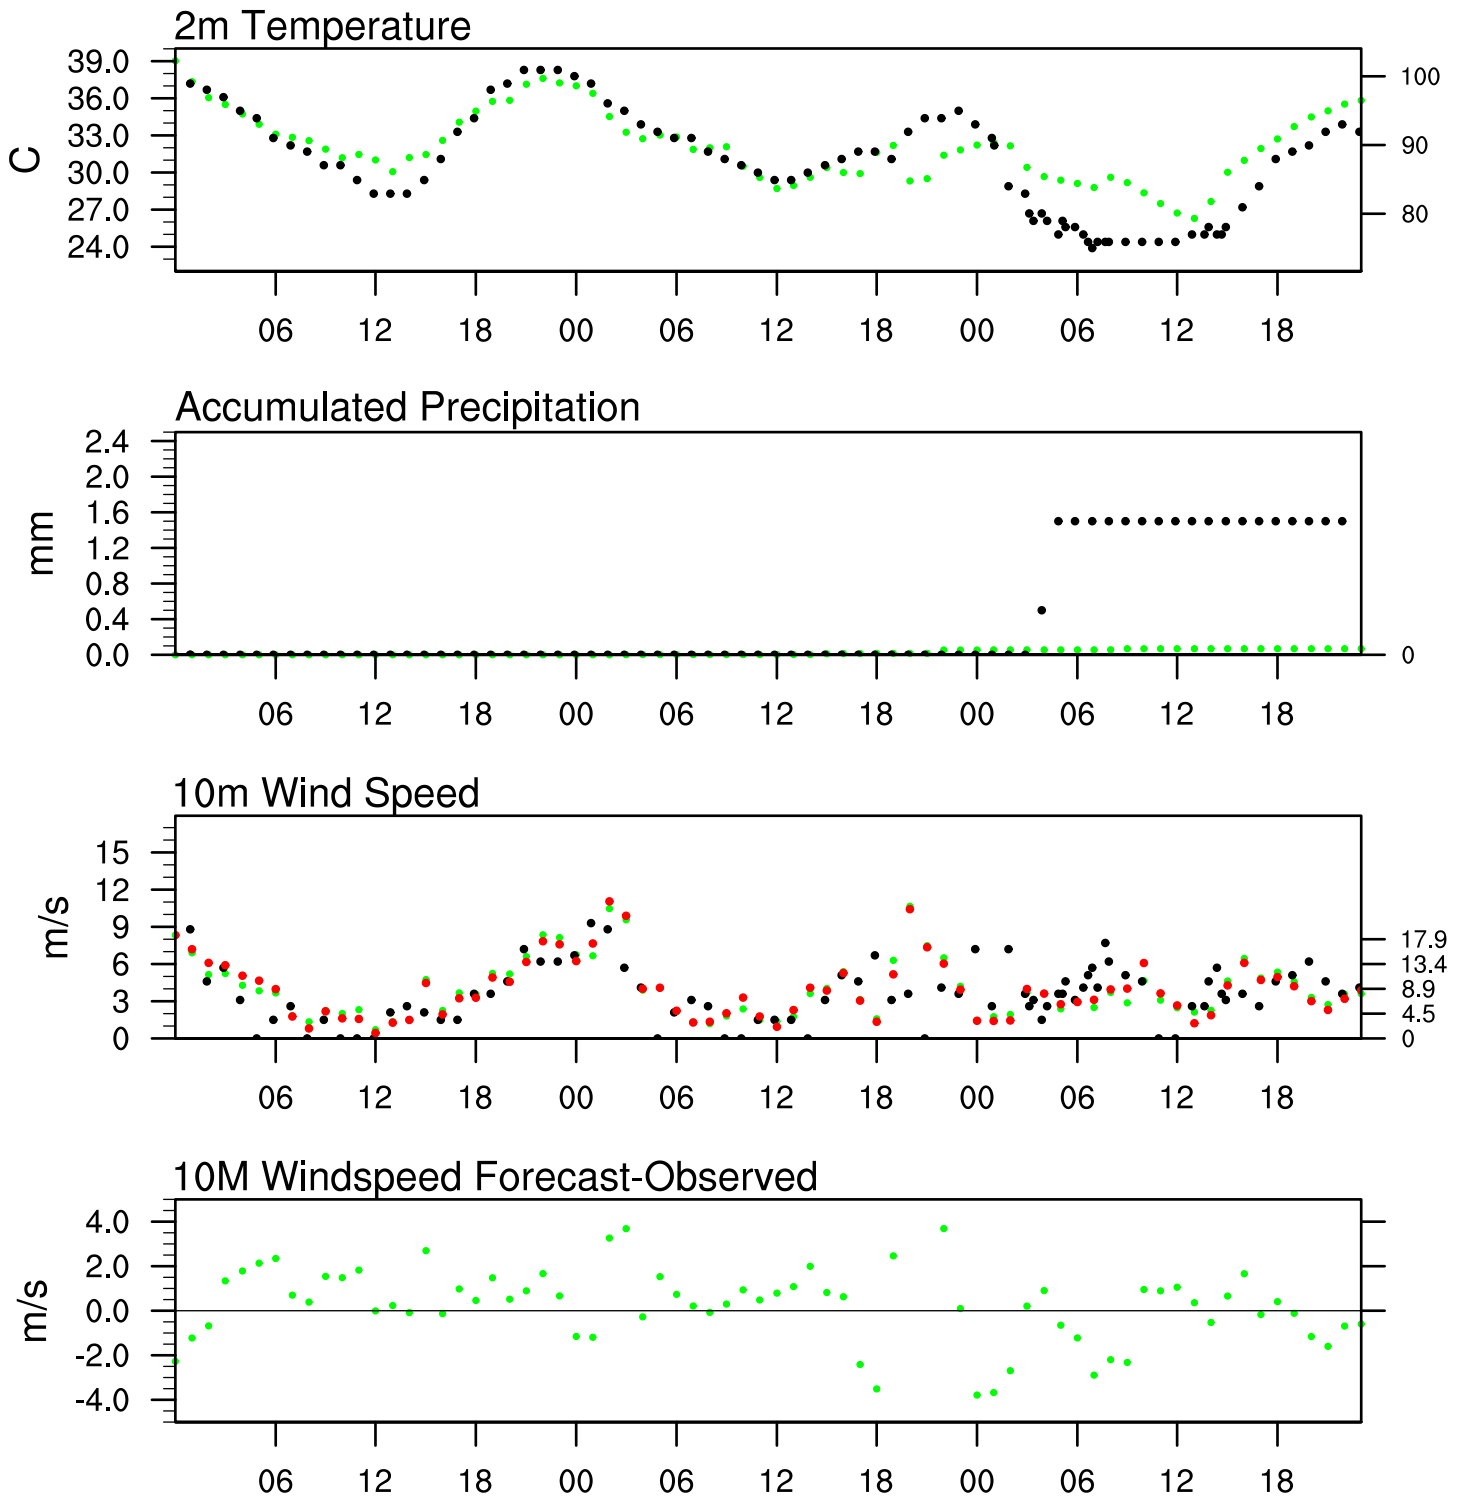 2m Temperature
39.0
36.0
33.0
30.0
27.0
24.0
C
100
90
80
06 12 18 00 06 12 18 00 06 12 18
Accumulated Precipitation
2.4
2.0
1.6
1.2
0.8
0.4
0.0
mm
0
06 12 18 00 06 12 18 00 06 12 18
10m Wind Speed
15
12
9
6
3
0
m/s
17.9
13.4
8.9
4.5
0
06 12 18 00 06 12 18 00 06 12 18
10M Windspeed Forecast-Observed
4.0
2.0
0.0
-2.0
-4.0
m/s
06 12 18 00 06 12 18 00 06 12 18